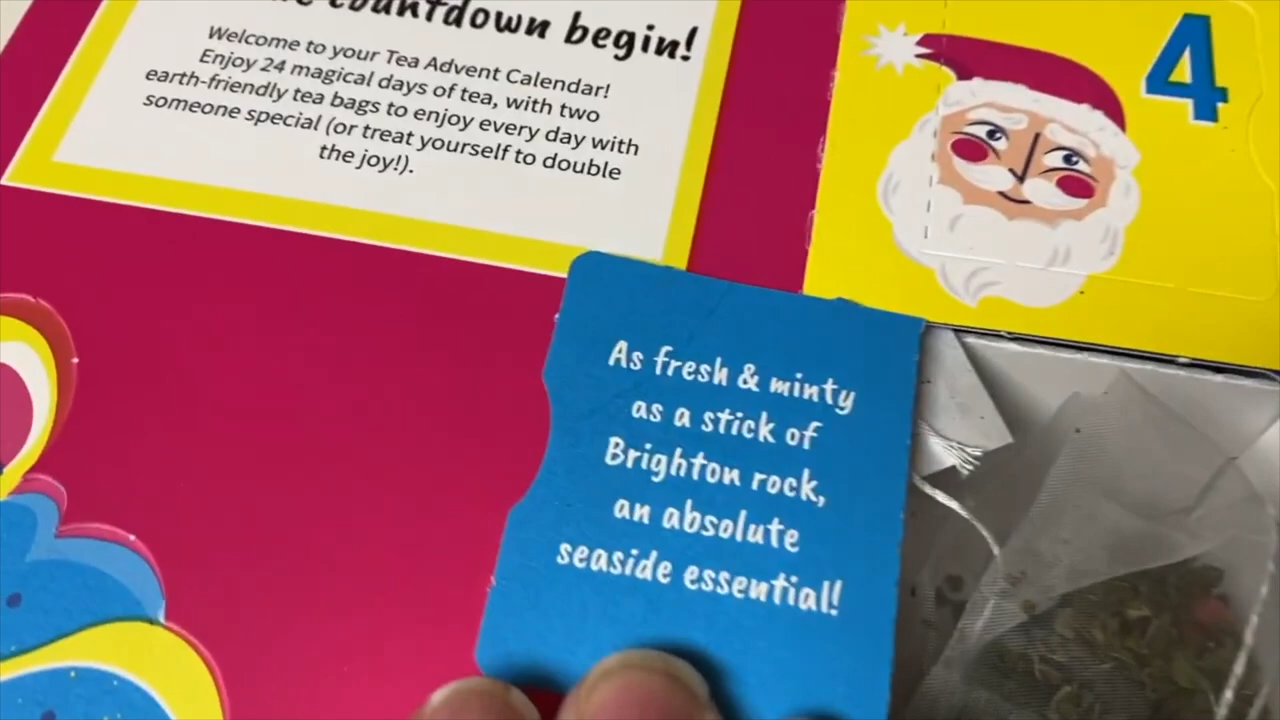 countdown begin!
Welcome to your Tea Advent Calendar!
Enjoy 24 magical days of tea, with two
earth-friendly tea bags to enjoy every day with
someone special (or treat yourself to double
the joy!).
4
As fresh & minty
as a stick of
Brighton rock,
an absolute
seaside essential!